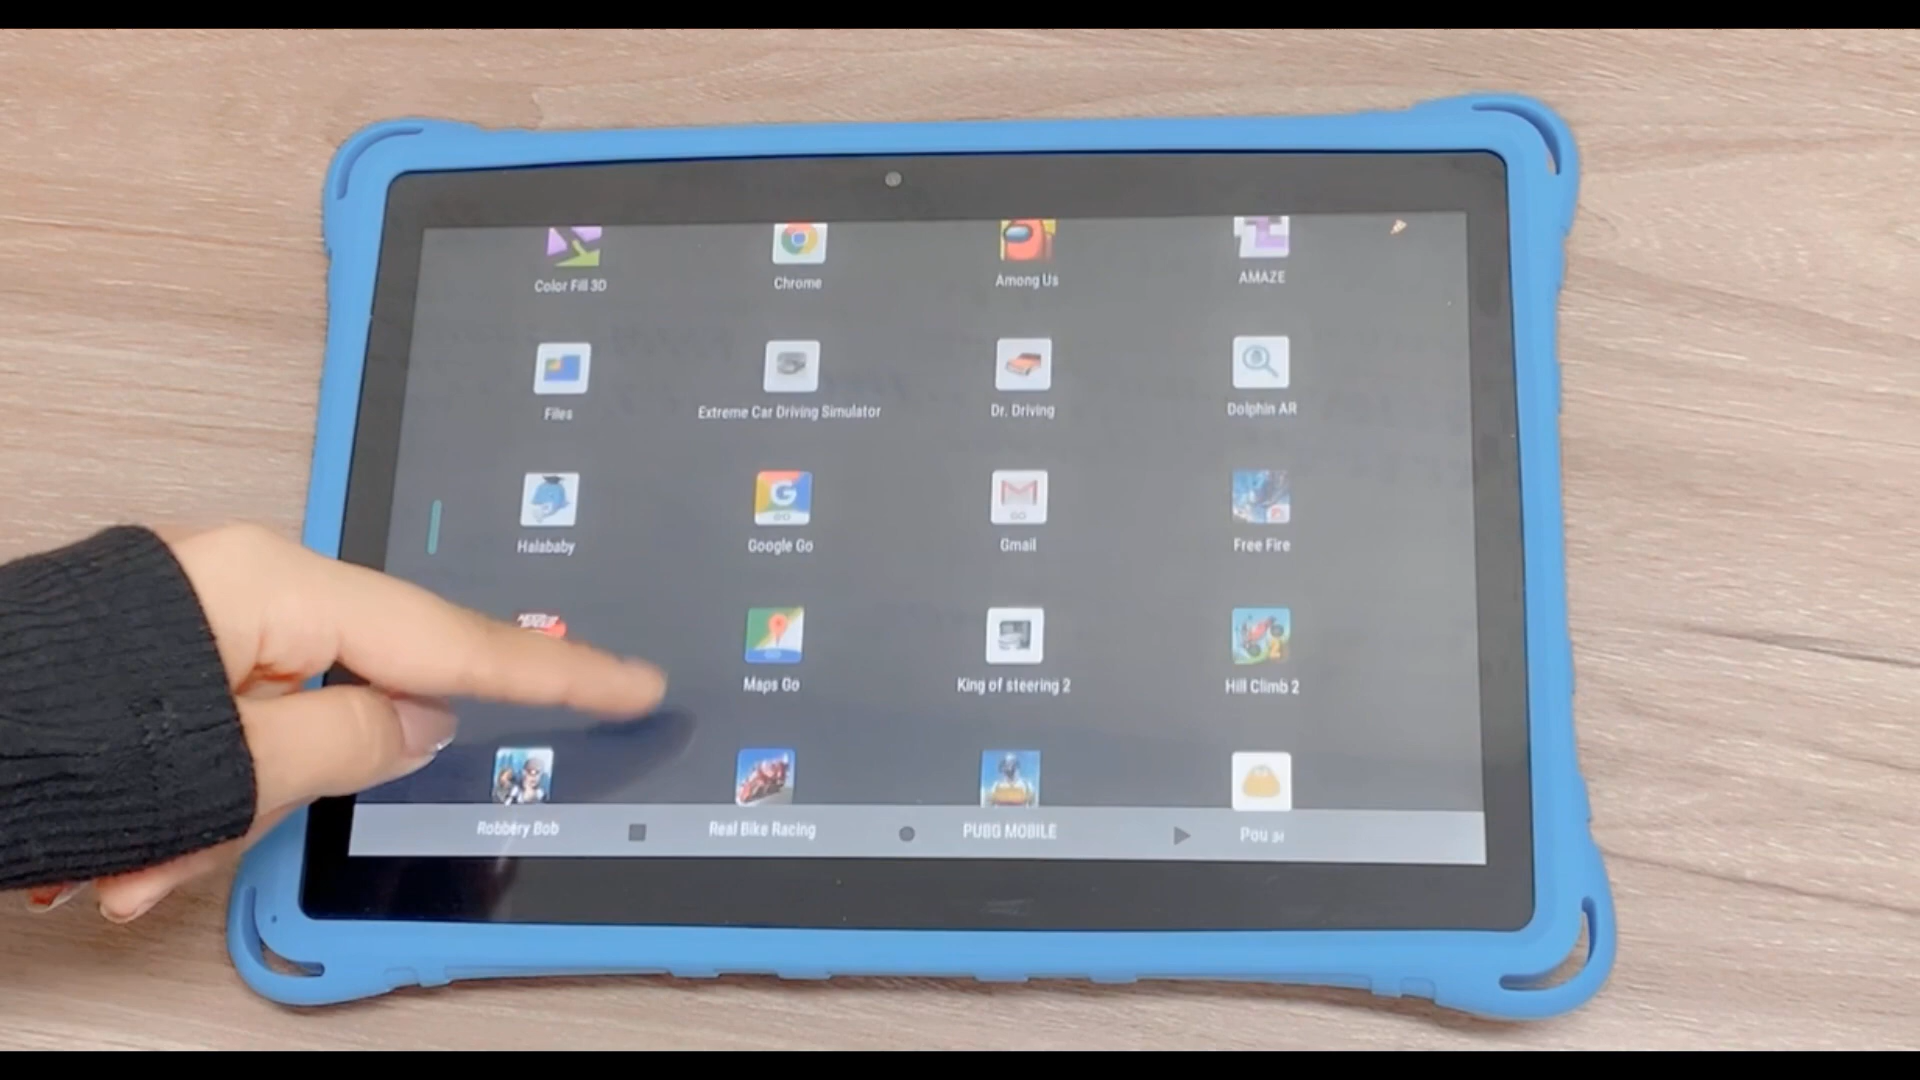 Color Fill 3D
Chrome
Among Us
AMAZE
Files
Extreme Car Driving Simulator
Dr. Driving
Dolphin AR
Halababy
Google Go
Gmail
Free Fire
Maps Go
King of steering 2
Hill Climb 2
Robbery Bob
Real Bike Racing
PUBG MOBILE
Pou